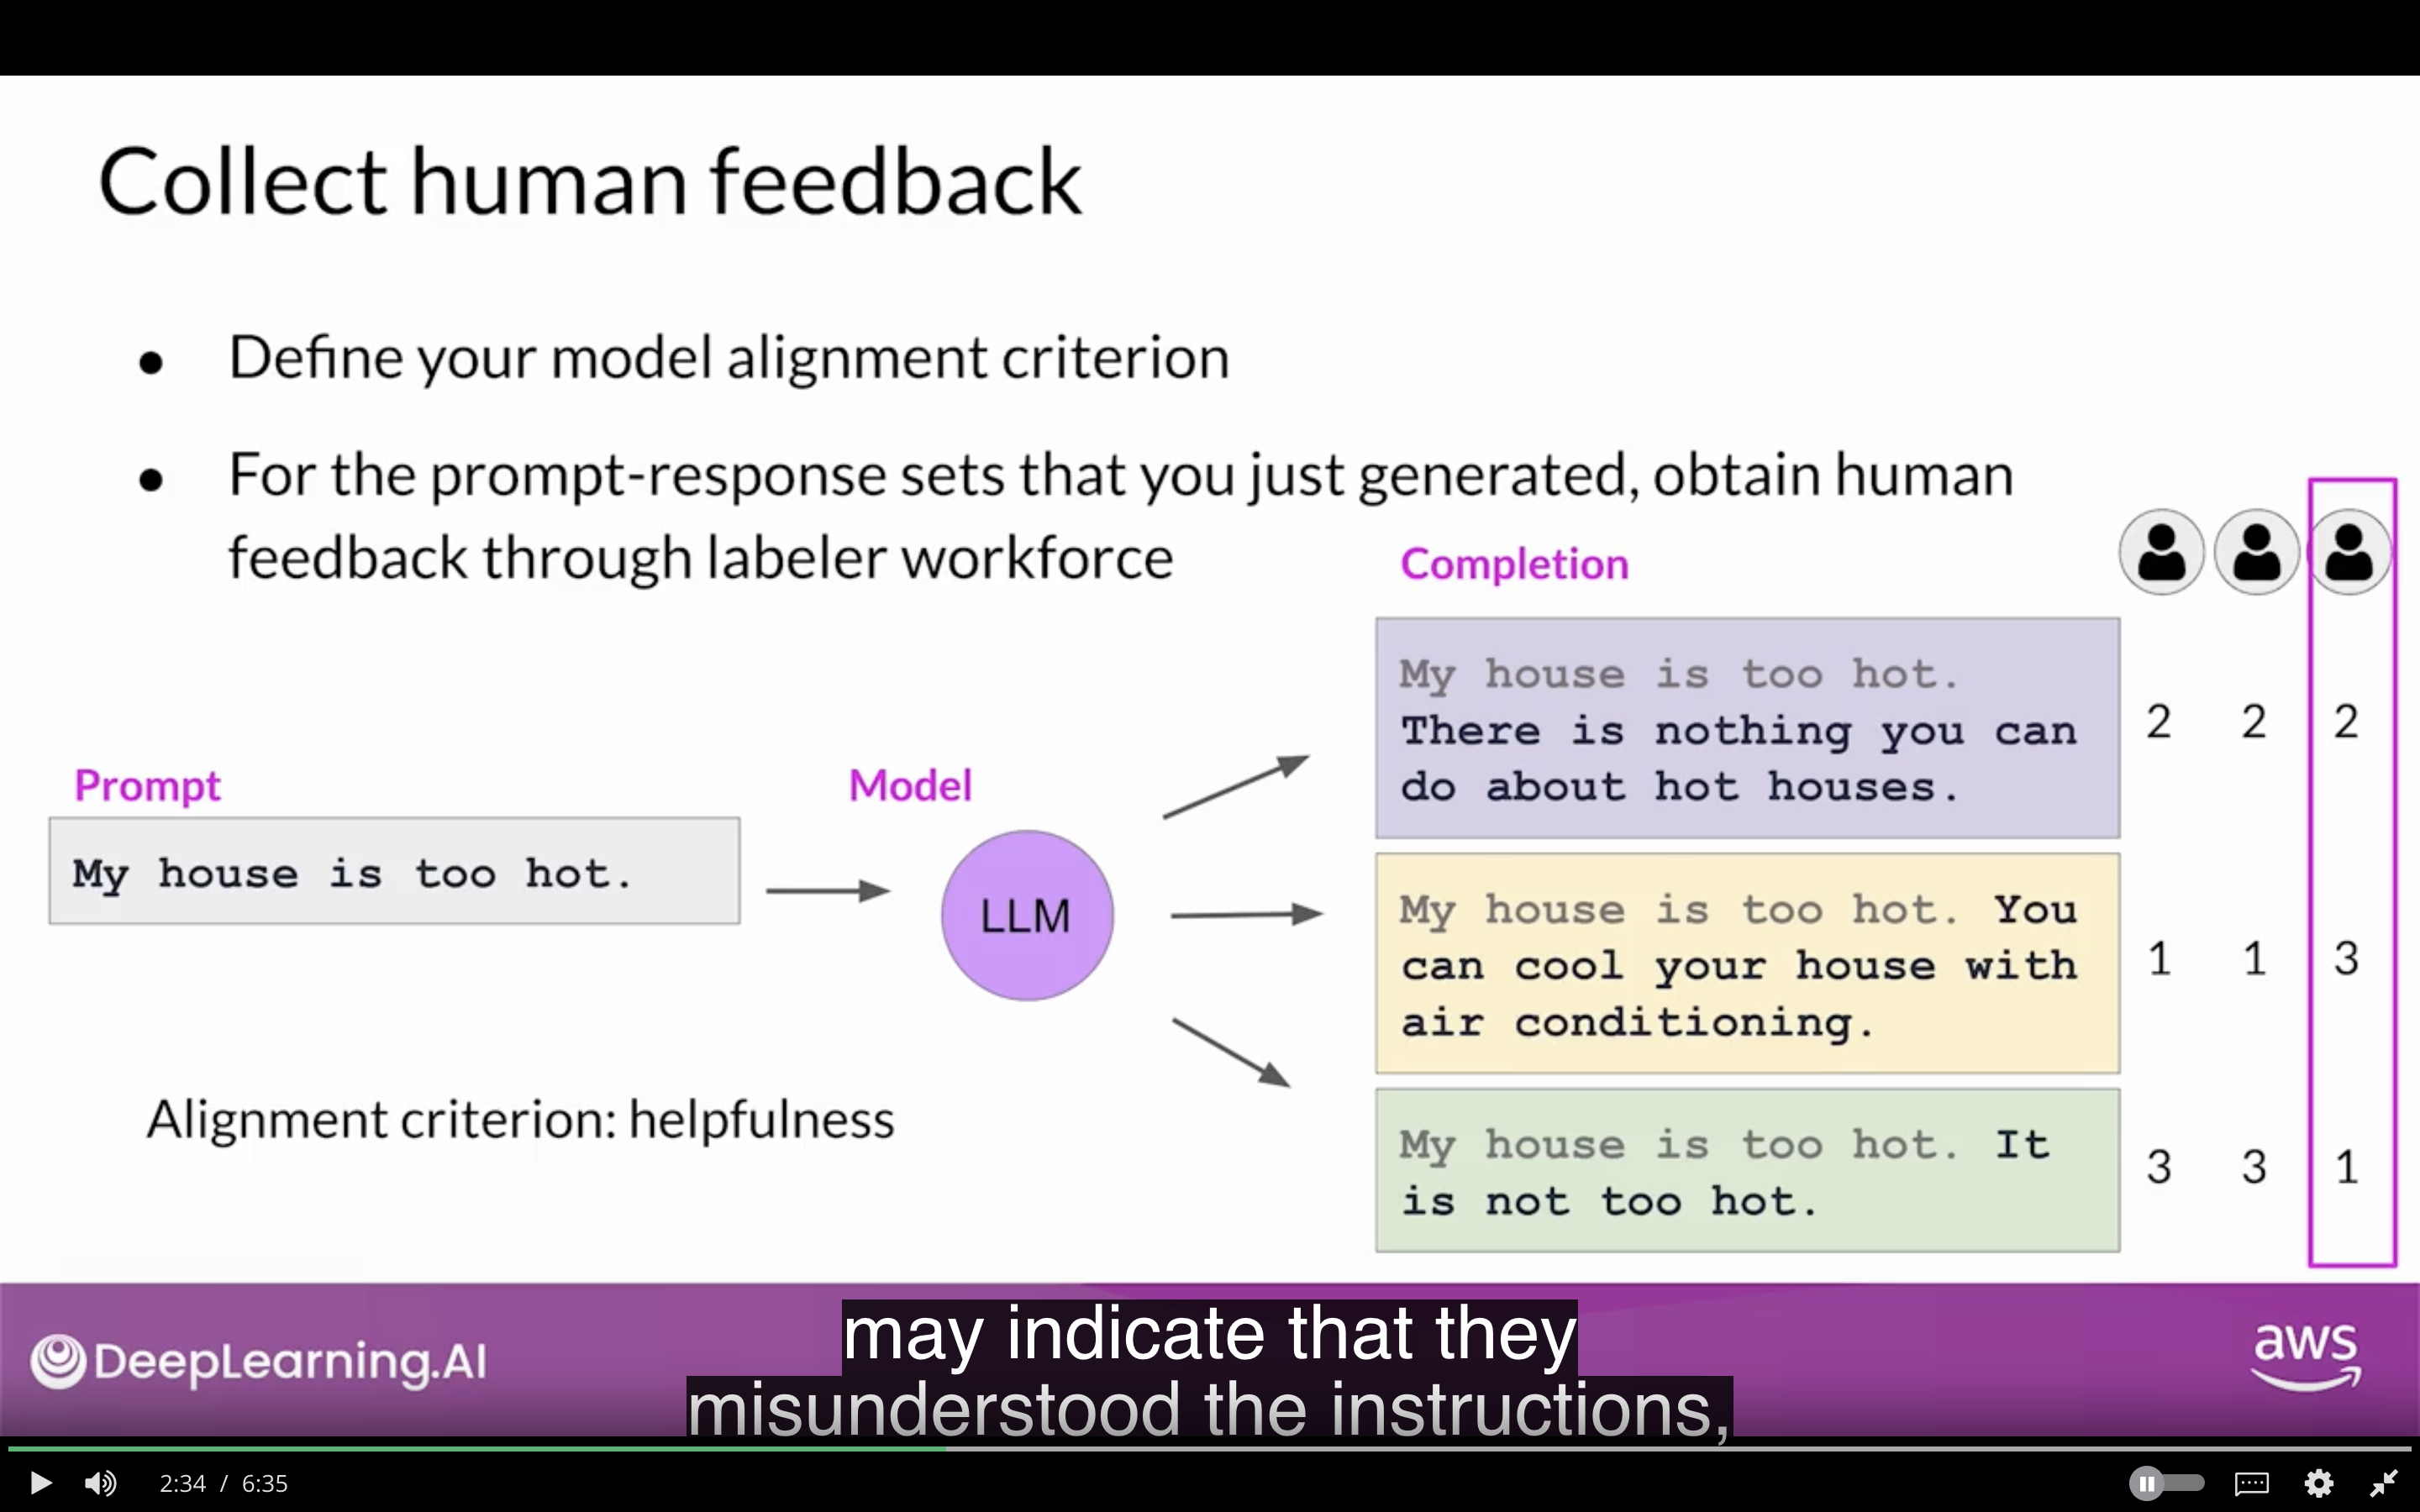 Collect human feedback
● Define your model alignment criterion
● For the prompt-response sets that you just generated, obtain human
feedback through labeler workforce
Completion
My house is too hot.
There is nothing you can
do about hot houses.
2 2 2
Prompt
My house is too hot.
Model
LLM
My house is too hot. You
can cool your house with
air conditioning.
1 1 3
Alignment criterion: helpfulness
My house is too hot. It
is not too hot.
3 3 1
DeepLearning.AI
may indicate that they
misunderstood the instructions,
aws
2:34 / 6:35